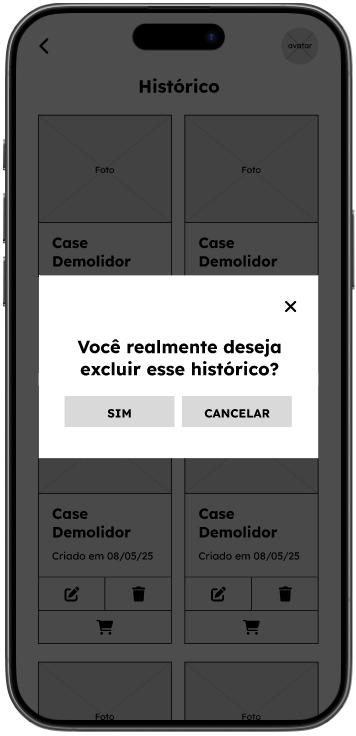 avatar
Histórico
Foto
Foto
Case
Demolidor
Case
Demolidor
Você realmente deseja
excluir esse histórico?
SIM
CANCELAR
Case
Demolidor
Criado em 08/05/25
Case
Demolidor
Criado em 08/05/25
Foto
Foto